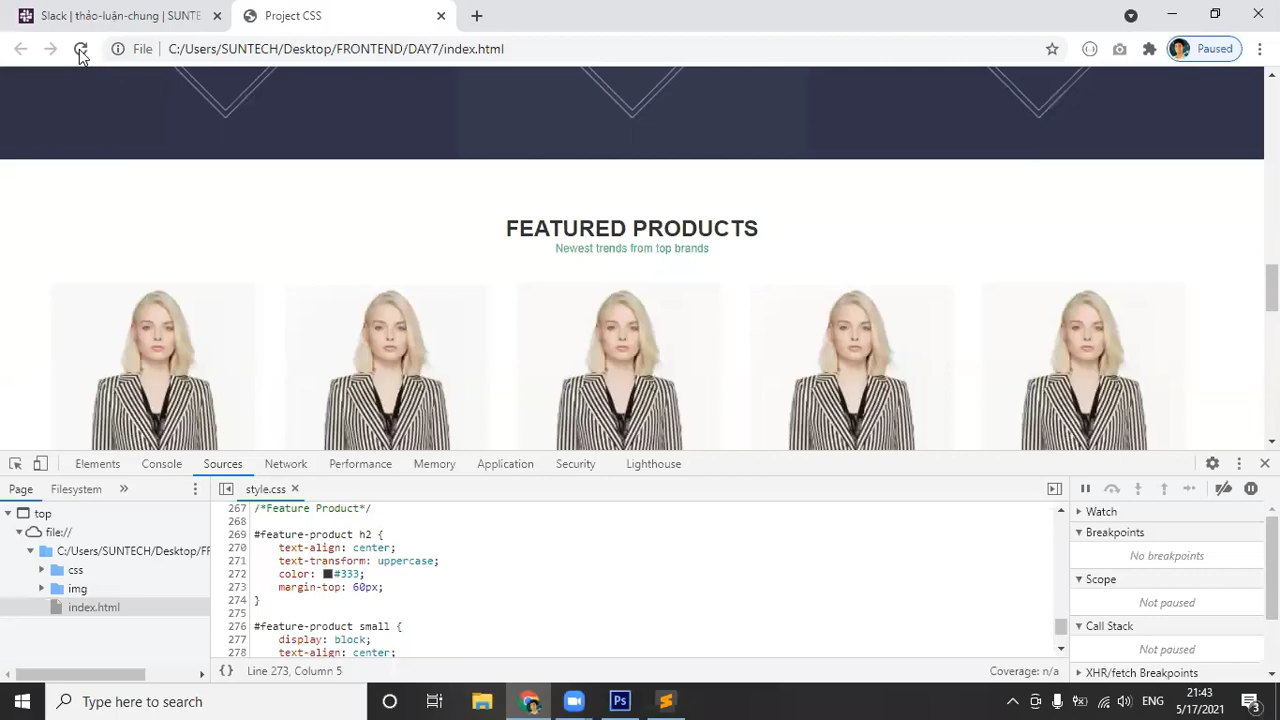 Slack | thảo-luận-chung | SUNTE
Project CSS
File
C:/Users/SUNTECH/Desktop/FRONTEND/DAY7/index.html
Paused
FEATURED PRODUCTS
Newest trends from top brands
Elements
Console
Sources
Network
Performance
Memory
Application
Security
Lighthouse
Page
Filesystem
style.css
top
file://
C:/Users/SUNTECH/Desktop/FR
css
img
index.html
267 /*Feature Product*/
268
269 #feature-product h2 {
270 text-align: center;
271 text-transform: uppercase;
272 color: #333;
273 margin-top: 60px;
274 }
275
276 #feature-product small {
277 display: block;
278 text-align: center;
{} Line 273, Column 5
Coverage: n/a
Watch
Breakpoints
No breakpoints
Scope
Not paused
Call Stack
Not paused
XHR/fetch Breakpoints
Type here to search
Ps
ENG
21:43
5/17/2021
3